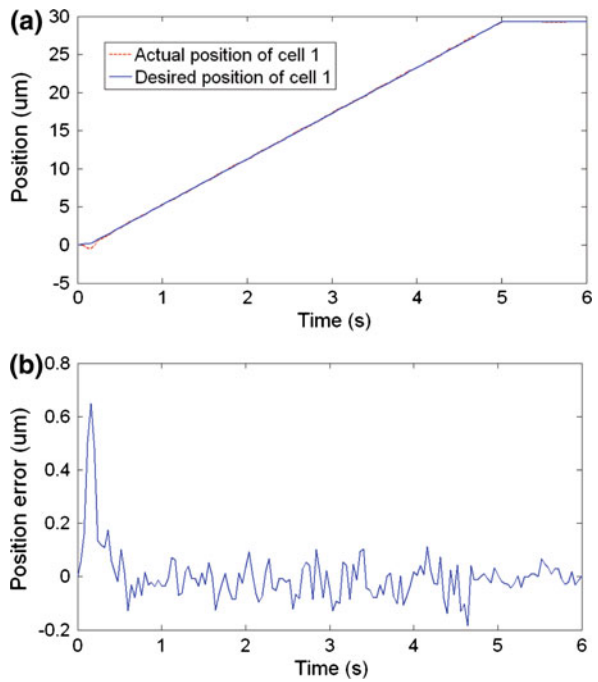 (a)
30
25
20
15
10
5
0
-5
Position (um)
Actual position of cell 1
Desired position of cell 1
0 1 2 3 4 5 6
Time (s)
(b)
0.8
0.6
0.4
0.2
0
-0.2
Position error (um)
0 1 2 3 4 5 6
Time (s)